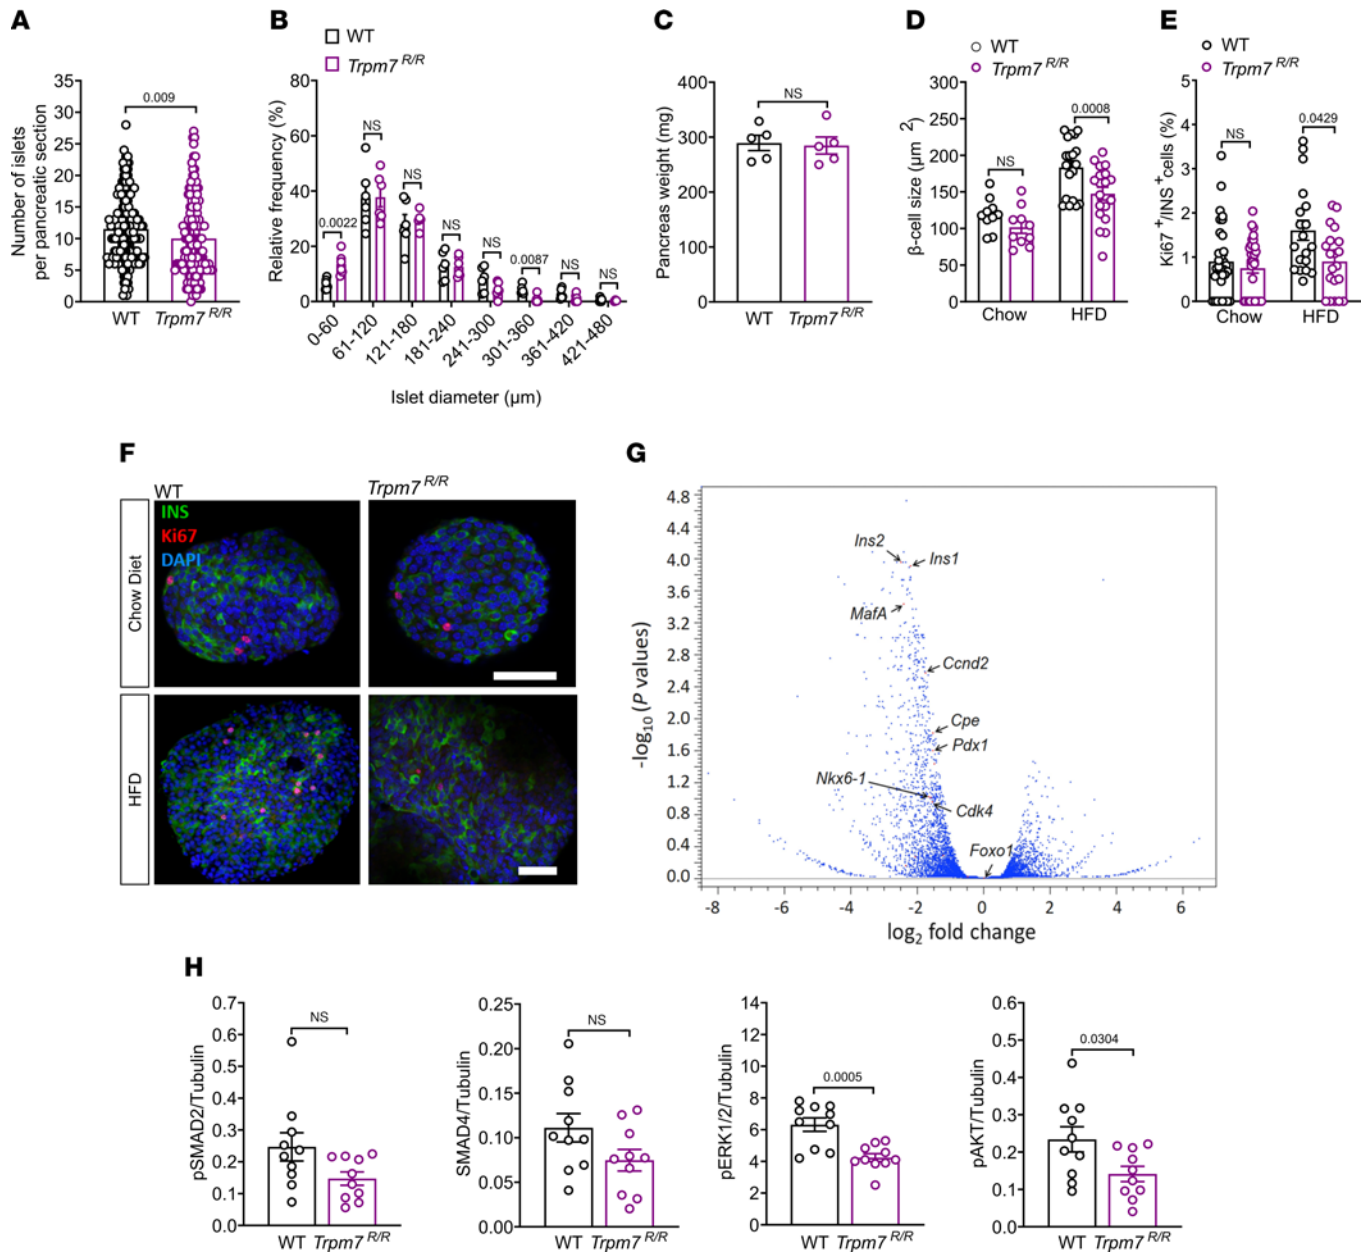 A
Number of islets
per pancreatic section
35
30
25
20
15
10
5
0
0.009
WT
Trpm7 R/R
B
WT
Trpm7 R/R
Relative frequency (%)
80
60
40
20
0
0.0022
NS
NS
NS
NS
0.0087
NS
NS
0-60
61-120
121-180
181-240
241-300
301-360
361-420
421-480
Islet diameter (µm)
C
Pancreas weight (mg)
400
300
200
100
0
NS
WT
Trpm7 R/R
D
WT
Trpm7 R/R
β-cell size (µm 2)
250
200
150
100
50
0
NS
0.0008
Chow
HFD
E
WT
Trpm7 R/R
Ki67 +/INS +cells (%)
5
4
3
2
1
0
NS
0.0429
Chow
HFD
F
WT
Trpm7 R/R
Chow Diet
INS
Ki67
DAPI
HFD
G
-log10 (P values)
4.8
4.4
4.0
3.6
3.2
2.8
2.4
2.0
1.6
1.2
0.8
0.4
0.0
Ins2
Ins1
MafA
Ccnd2
Cpe
Pdx1
Nkx6-1
Cdk4
Foxo1
-8
-6
-4
-2
0
2
4
6
log2 fold change
H
pSMAD2/Tubulin
0.7
0.6
0.5
0.4
0.3
0.2
0.1
0.0
NS
WT
Trpm7 R/R
SMAD4/Tubulin
0.25
0.20
0.15
0.10
0.05
0.00
NS
WT
Trpm7 R/R
pERK1/2/Tubulin
14
12
10
8
6
4
2
0
0.0005
WT
Trpm7 R/R
pAKT/Tubulin
0.6
0.5
0.4
0.3
0.2
0.1
0.0
0.0304
WT
Trpm7 R/R